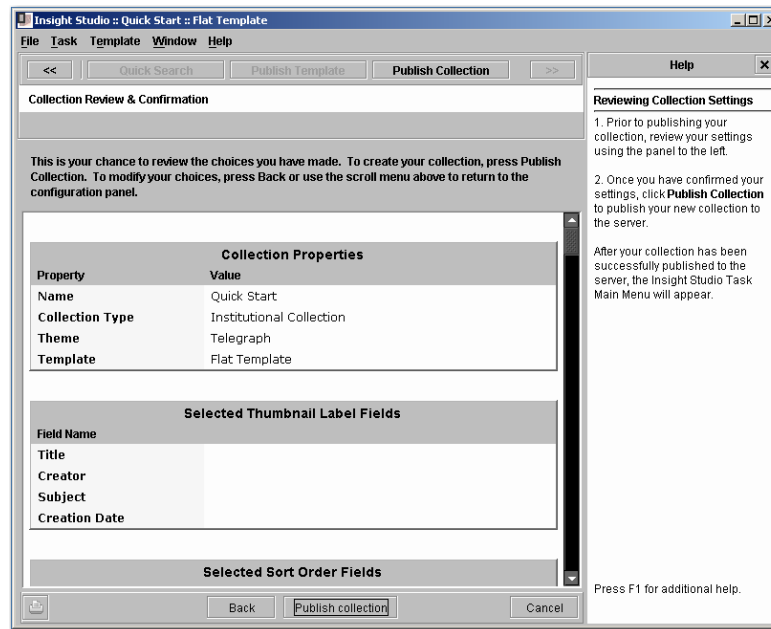 Insight Studio :: Quick Start :: Flat Template
File Task Template Window Help
<< Quick Search Publish Template Publish Collection >>
Collection Review & Confirmation
This is your chance to review the choices you have made. To create your collection, press Publish
Collection. To modify your choices, press Back or use the scroll menu above to return to the
configuration panel.
Collection Properties
Property Value
Name Quick Start
Collection Type Institutional Collection
Theme Telegraph
Template Flat Template
Selected Thumbnail Label Fields
Field Name
Title
Creator
Subject
Creation Date
Selected Sort Order Fields
Back Publish collection Cancel
Help
Reviewing Collection Settings
1. Prior to publishing your
collection, review your settings
using the panel to the left.
2. Once you have confirmed your
settings, click Publish Collection
to publish your new collection to
the server.
After your collection has been
successfully published to the
server, the Insight Studio Task
Main Menu will appear.
Press F1 for additional help.